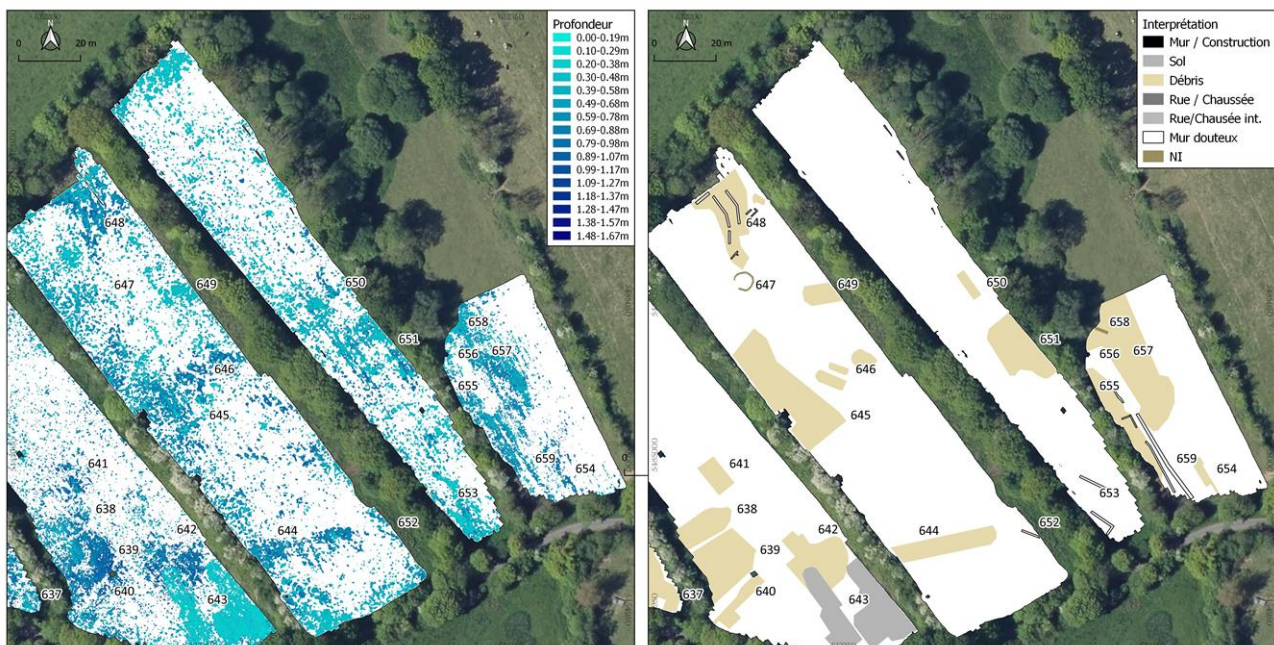 N
0 20 m
Profondeur
0.00-0.19m
0.10-0.29m
0.20-0.38m
0.30-0.48m
0.39-0.58m
0.49-0.68m
0.59-0.78m
0.69-0.88m
0.79-0.98m
0.89-1.07m
0.99-1.17m
1.09-1.27m
1.18-1.37m
1.28-1.47m
1.38-1.57m
1.48-1.67m
648
647
649
650
651
658
656
657
655
646
645
659
654
641
638
653
642
644
652
639
640
637
643
N
0 20 m
Interprétation
Mur / Construction
Sol
Débris
Rue / Chaussée
Rue/Chausée int.
Mur douteux
NI
648
647
649
650
651
658
656
657
655
646
645
659
654
641
638
653
642
644
652
639
640
637
643
0